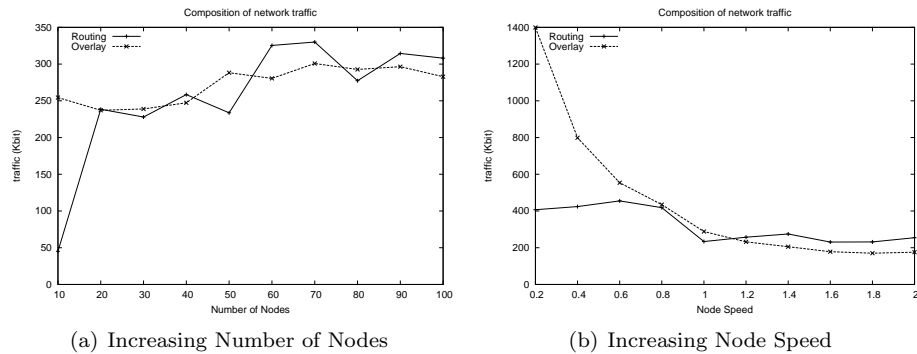 Composition of network traffic
350
300
250
200
150
100
50
0
traffic (Kbit)
Routing
Overlay
10 20 30 40 50 60 70 80 90 100
Number of Nodes
(a) Increasing Number of Nodes
Composition of network traffic
1400
1200
1000
800
600
400
200
0
traffic (Kbit)
Routing
Overlay
0.2 0.4 0.6 0.8 1 1.2 1.4 1.6 1.8 2
Node Speed
(b) Increasing Node Speed